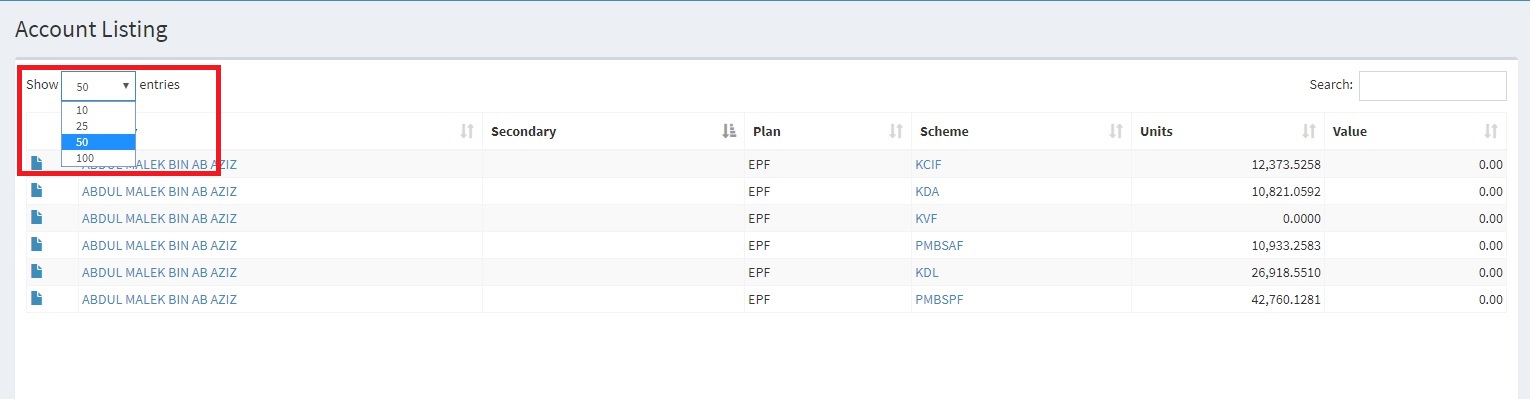 Account Listing
Show 50 entries Search:
10
25
50
100
Secondary Plan Scheme Units Value
ABDUL MALEK BIN AB AZIZ EPF KCIF 12,373.5258 0.00
ABDUL MALEK BIN AB AZIZ EPF KDA 10,821.0592 0.00
ABDUL MALEK BIN AB AZIZ EPF KVF 0.0000 0.00
ABDUL MALEK BIN AB AZIZ EPF PMBSAF 10,933.2583 0.00
ABDUL MALEK BIN AB AZIZ EPF KDL 26,918.5510 0.00
ABDUL MALEK BIN AB AZIZ EPF PMBSPF 42,760.1281 0.00